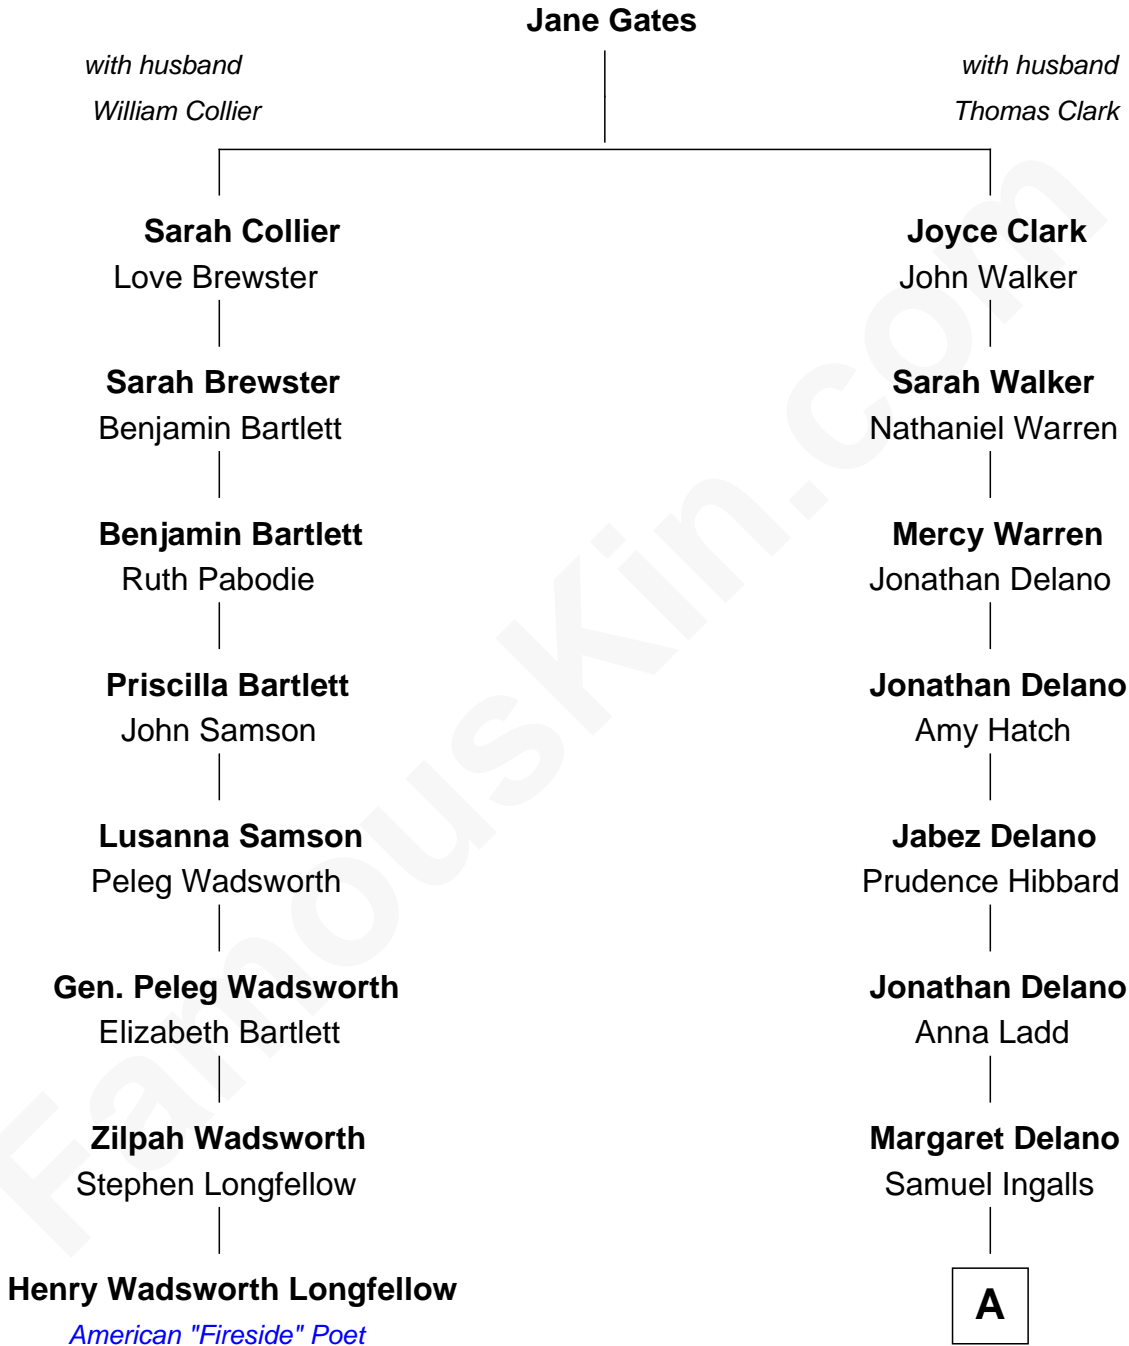 Jane Gates
with husband
William Collier
with husband
Thomas Clark
Sarah Collier
Love Brewster
Joyce Clark
John Walker
Sarah Brewster
Benjamin Bartlett
Sarah Walker
Nathaniel Warren
Benjamin Bartlett
Ruth Pabodie
Mercy Warren
Jonathan Delano
Priscilla Bartlett
John Samson
Jonathan Delano
Amy Hatch
Lusanna Samson
Peleg Wadsworth
Jabez Delano
Prudence Hibbard
Gen. Peleg Wadsworth
Elizabeth Bartlett
Jonathan Delano
Anna Ladd
Zilpah Wadsworth
Stephen Longfellow
Margaret Delano
Samuel Ingalls
Henry Wadsworth Longfellow
American "Fireside" Poet
A
FamousKin.com